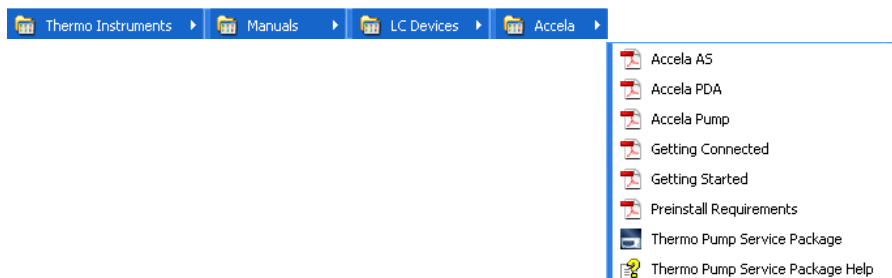 Thermo Instruments Manuals LC Devices Accela
Accela AS
Accela PDA
Accela Pump
Getting Connected
Getting Started
Preinstall Requirements
Thermo Pump Service Package
Thermo Pump Service Package Help